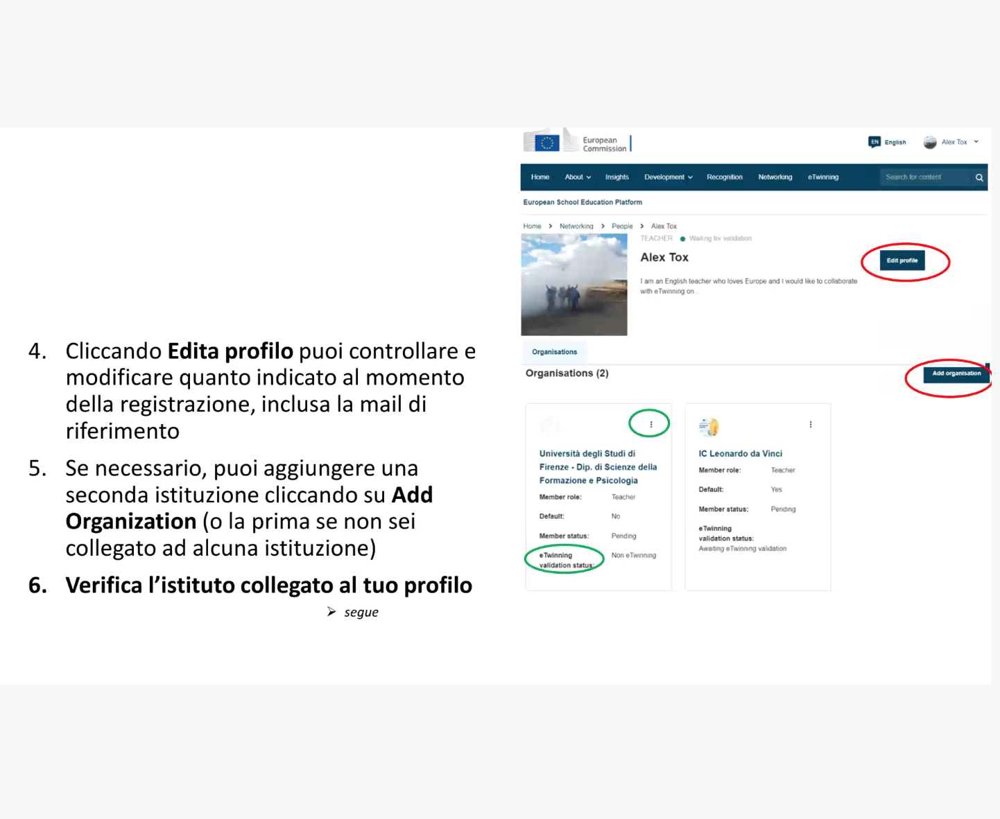 4. Cliccando Edita profilo puoi controllare e
modificare quanto indicato al momento
della registrazione, inclusa la mail di
riferimento
5. Se necessario, puoi aggiungere una
seconda istituzione cliccando su Add
Organization (o la prima se non sei
collegato ad alcuna istituzione)
6. Verifica l’istituto collegato al tuo profilo
➢ segue
European
Commission
EN English
Alex Tox
Home About Insights Development Recognition Networking eTwinning
Search for content
European School Education Platform
Home > Networking > People > Alex Tox
TEACHER ● Waiting for validation
Alex Tox
Edit profile
I am an English teacher who loves Europe and I would like to collaborate
with eTwinning on...
Organisations
Organisations (2)
Add organisation
Università degli Studi di
Firenze - Dip. di Scienze della
Formazione e Psicologia
Member role: Teacher
Default: No
Member status: Pending
eTwinning Non eTwinning
validation status:
IC Leonardo da Vinci
Member role: Teacher
Default: Yes
Member status: Pending
eTwinning
validation status:
Awaiting eTwinning validation